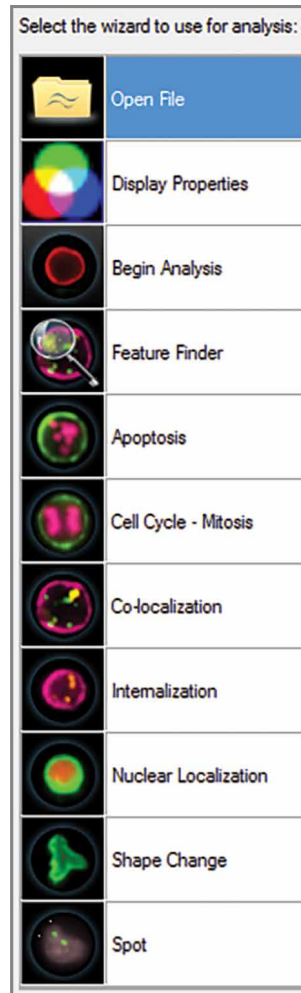 Select the wizard to use for analysis:
Open File
Display Properties
Begin Analysis
Feature Finder
Apoptosis
Cell Cycle - Mitosis
Co-localization
Internalization
Nuclear Localization
Shape Change
Spot